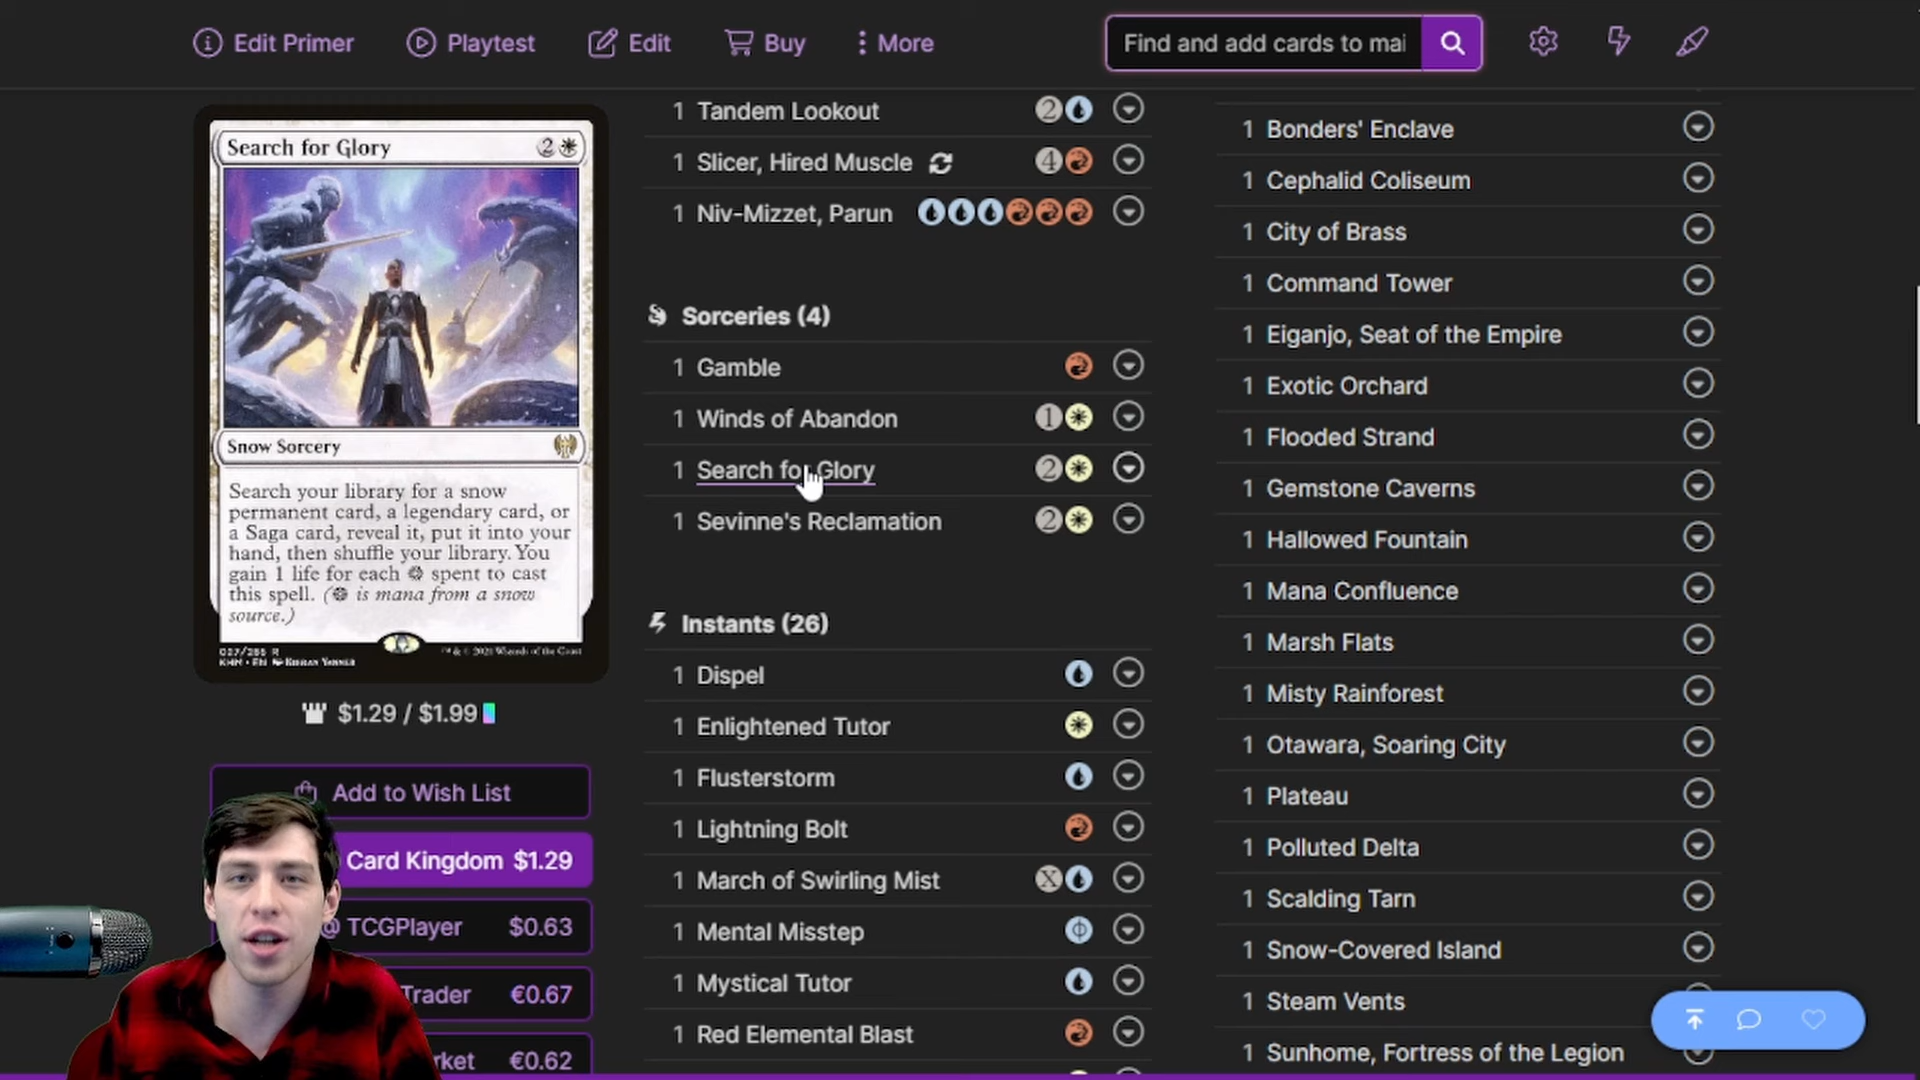 Edit Primer
Playtest
Edit
Buy
More
Find and add cards to mai
Search for Glory 2
Snow Sorcery
Search your library for a snow
permanent card, a legendary card, or
a Saga card, reveal it, put it into your
hand, then shuffle your library. You
gain 1 life for each spent to cast
this spell. ( is mana from a snow
source.)
KHM • EN
$1.29 / $1.99
Add to Wish List
Card Kingdom $1.29
TCGPlayer $0.63
Trader €0.67
rket €0.62
1 Tandem Lookout 2
1 Slicer, Hired Muscle 4
1 Niv-Mizzet, Parun
Sorceries (4)
1 Gamble
1 Winds of Abandon 1
1 Search for Glory 2
1 Sevinne's Reclamation 2
Instants (26)
1 Dispel
1 Enlightened Tutor
1 Flusterstorm
1 Lightning Bolt
1 March of Swirling Mist X
1 Mental Misstep
1 Mystical Tutor
1 Red Elemental Blast
1 Bonders' Enclave
1 Cephalid Coliseum
1 City of Brass
1 Command Tower
1 Eiganjo, Seat of the Empire
1 Exotic Orchard
1 Flooded Strand
1 Gemstone Caverns
1 Hallowed Fountain
1 Mana Confluence
1 Marsh Flats
1 Misty Rainforest
1 Otawara, Soaring City
1 Plateau
1 Polluted Delta
1 Scalding Tarn
1 Snow-Covered Island
1 Steam Vents
1 Sunhome, Fortress of the Legion